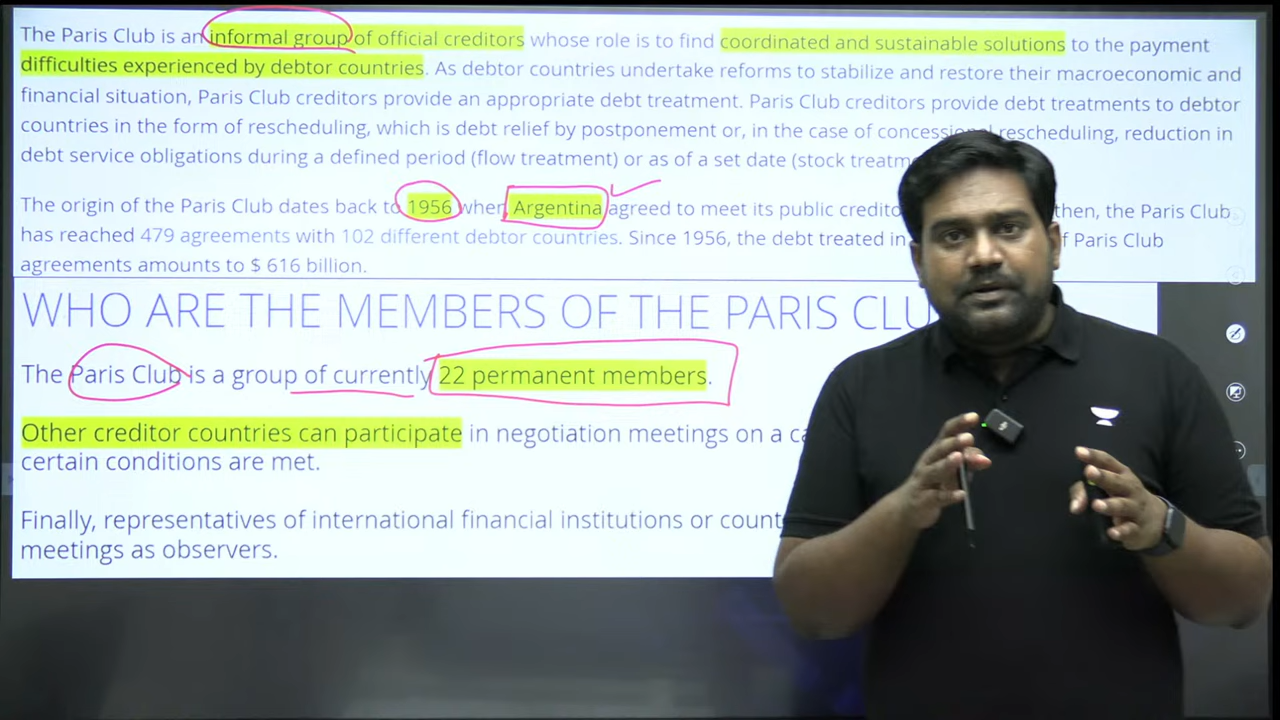 The Paris Club is an informal group of official creditors whose role is to find coordinated and sustainable solutions to the payment
difficulties experienced by debtor countries. As debtor countries undertake reforms to stabilize and restore their macroeconomic and
financial situation, Paris Club creditors provide an appropriate debt treatment. Paris Club creditors provide debt treatments to debtor
countries in the form of rescheduling, which is debt relief by postponement or, in the case of concessional rescheduling, reduction in
debt service obligations during a defined period (flow treatment) or as of a set date (stock
The origin of the Paris Club dates back to 1956 when Argentina agreed to meet its public then, the Paris Club
has reached 479 agreements with 102 different debtor countries. Since 1956, the debt treated in of Paris Club
agreements amounts to $ 616 billion.
WHO ARE THE MEMBERS OF THE PARIS
The Paris Club is a group of currently 22 permanent members.
Other creditor countries can participate in negotiation meetings on a
certain conditions are met.
Finally, representatives of international financial institutions or
meetings as observers.